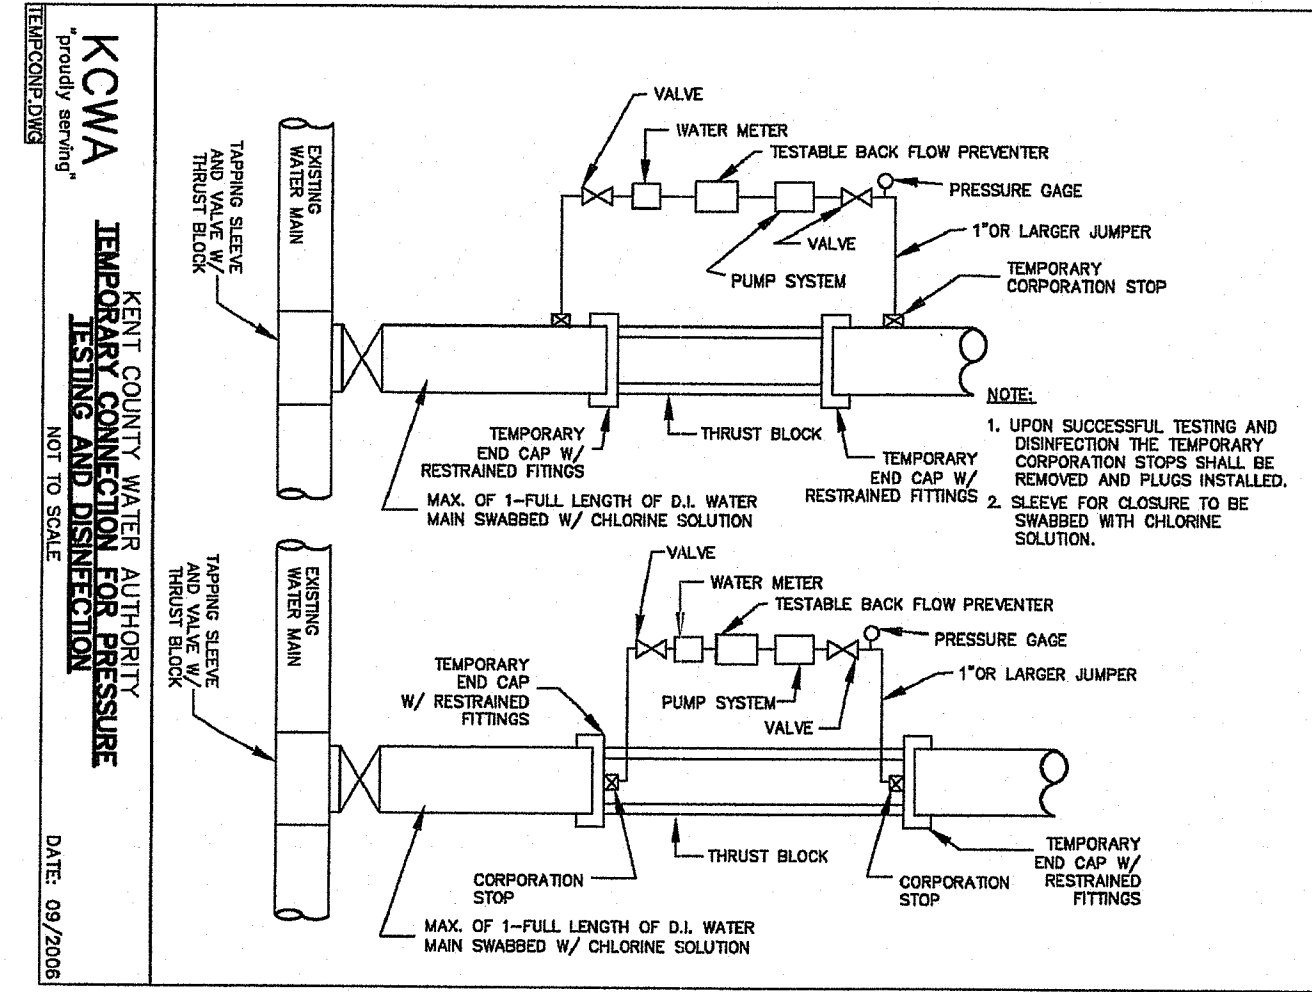 TEMPCONP.DWG
KCWA
"proudly serving"
KENT COUNTY WATER AUTHORITY
TEMPORARY CONNECTION FOR PRESSURE
TESTING AND DISINFECTION
NOT TO SCALE
DATE: 09/2006
VALVE
WATER METER
TESTABLE BACK FLOW PREVENTER
PRESSURE GAGE
VALVE
1"OR LARGER JUMPER
PUMP SYSTEM
TEMPORARY
CORPORATION STOP
EXISTING
WATER MAIN
TAPPING SLEEVE
AND VALVE W/
THRUST BLOCK
TEMPORARY
END CAP W/
RESTRAINED FITTINGS
THRUST BLOCK
TEMPORARY
END CAP W/
RESTRAINED FITTINGS
MAX. OF 1-FULL LENGTH OF D.I. WATER
MAIN SWABBED W/ CHLORINE SOLUTION
NOTE:
1. UPON SUCCESSFUL TESTING AND
DISINFECTION THE TEMPORARY
CORPORATION STOPS SHALL BE
REMOVED AND PLUGS INSTALLED.
2. SLEEVE FOR CLOSURE TO BE
SWABBED WITH CHLORINE
SOLUTION.
VALVE
WATER METER
TESTABLE BACK FLOW PREVENTER
PRESSURE GAGE
1"OR LARGER JUMPER
PUMP SYSTEM
VALVE
TEMPORARY
END CAP
W/ RESTRAINED
FITTINGS
EXISTING
WATER MAIN
TAPPING SLEEVE
AND VALVE W/
THRUST BLOCK
THRUST BLOCK
CORPORATION
STOP
CORPORATION
STOP
TEMPORARY
END CAP W/
RESTRAINED
FITTINGS
MAX. OF 1-FULL LENGTH OF D.I. WATER
MAIN SWABBED W/ CHLORINE SOLUTION